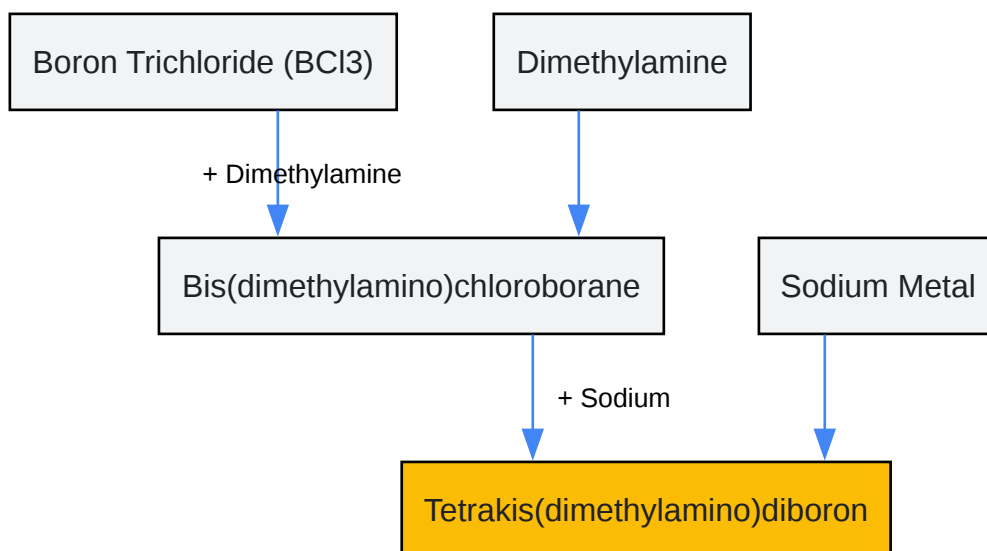 Boron Trichloride (BCl3)
Dimethylamine
+ Dimethylamine
Bis(dimethylamino)chloroborane
Sodium Metal
+ Sodium
Tetrakis(dimethylamino)diboron